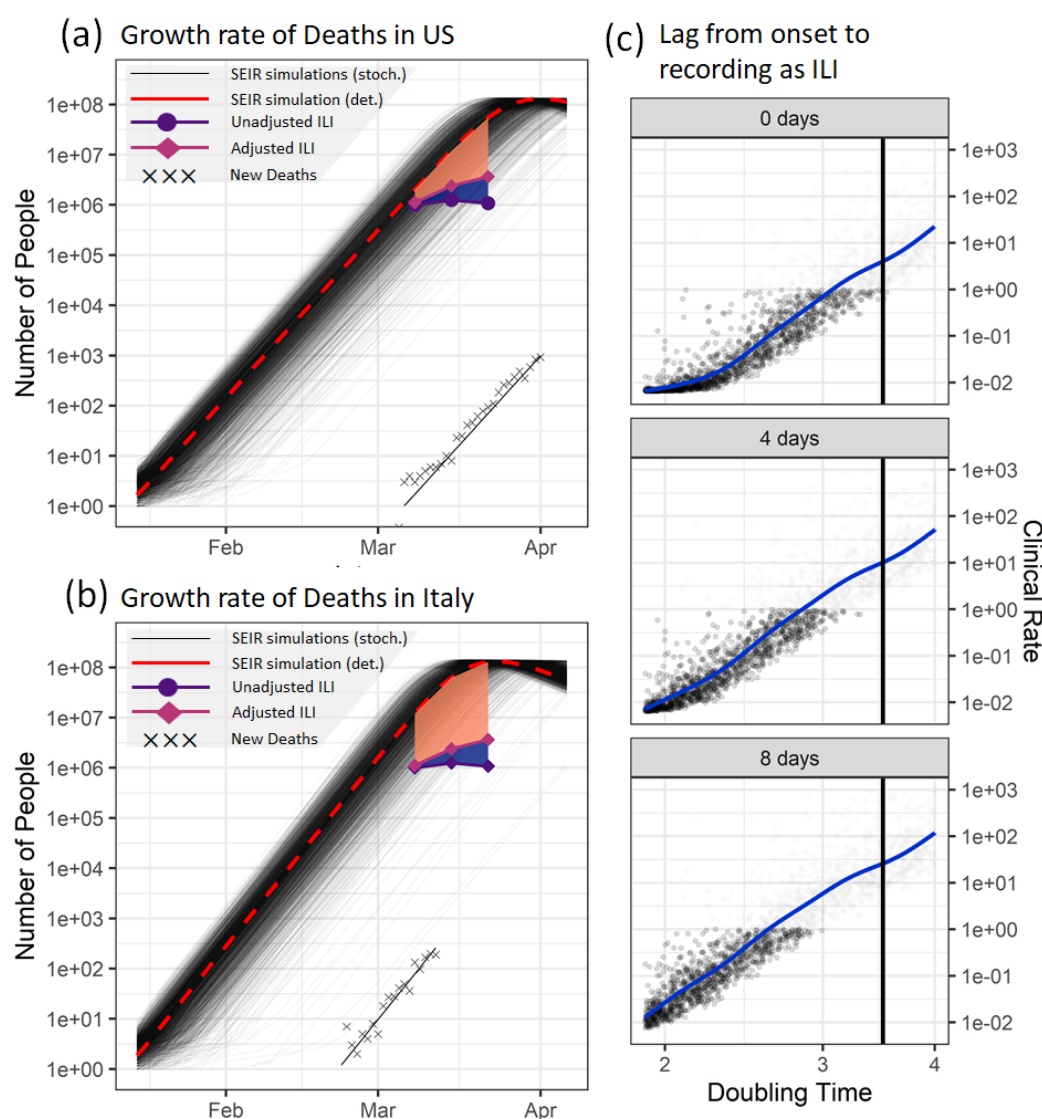 (a) Growth rate of Deaths in US
SEIR simulations (stoch.)
SEIR simulation (det.)
Unadjusted ILI
Adjusted ILI
New Deaths
Number of People
1e+08
1e+07
1e+06
1e+05
1e+04
1e+03
1e+02
1e+01
1e+00
Feb
Mar
Apr
(b) Growth rate of Deaths in Italy
SEIR simulations (stoch.)
SEIR simulation (det.)
Unadjusted ILI
Adjusted ILI
New Deaths
Number of People
1e+08
1e+07
1e+06
1e+05
1e+04
1e+03
1e+02
1e+01
1e+00
Feb
Mar
Apr
(c) Lag from onset to
recording as ILI
0 days
1e+03
1e+02
1e+01
1e+00
1e-01
1e-02
4 days
1e+03
1e+02
1e+01
1e+00
1e-01
1e-02
8 days
1e+03
1e+02
1e+01
1e+00
1e-01
1e-02
Clinical Rate
2
3
4
Doubling Time